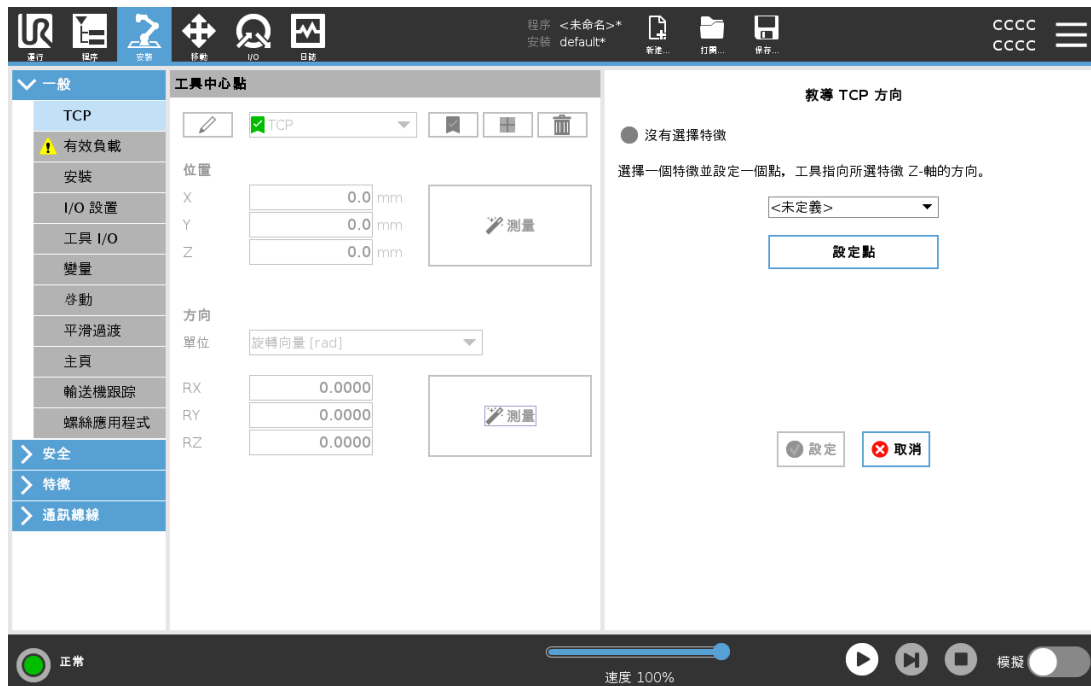 運行
程序
安裝
移動
I/O
日誌
程序 <未命名>*
安裝 default*
新建...
打開...
保存...
CCCC
CCCC
一般
TCP
有效負載
安裝
I/O 設置
工具 I/O
變量
啓動
平滑過渡
主頁
輸送機跟踪
螺絲應用程式
安全
特徵
通訊總線
工具中心點
TCP
位置
X 0.0 mm
Y 0.0 mm
Z 0.0 mm
測量
方向
單位 旋轉向量 [rad]
RX 0.0000
RY 0.0000
RZ 0.0000
測量
教導 TCP 方向
沒有選擇特徵
選擇一個特徵並設定一個點，工具指向所選特徵 Z-軸的方向。
<未定義>
設定點
設定
取消
正常
速度 100%
模擬